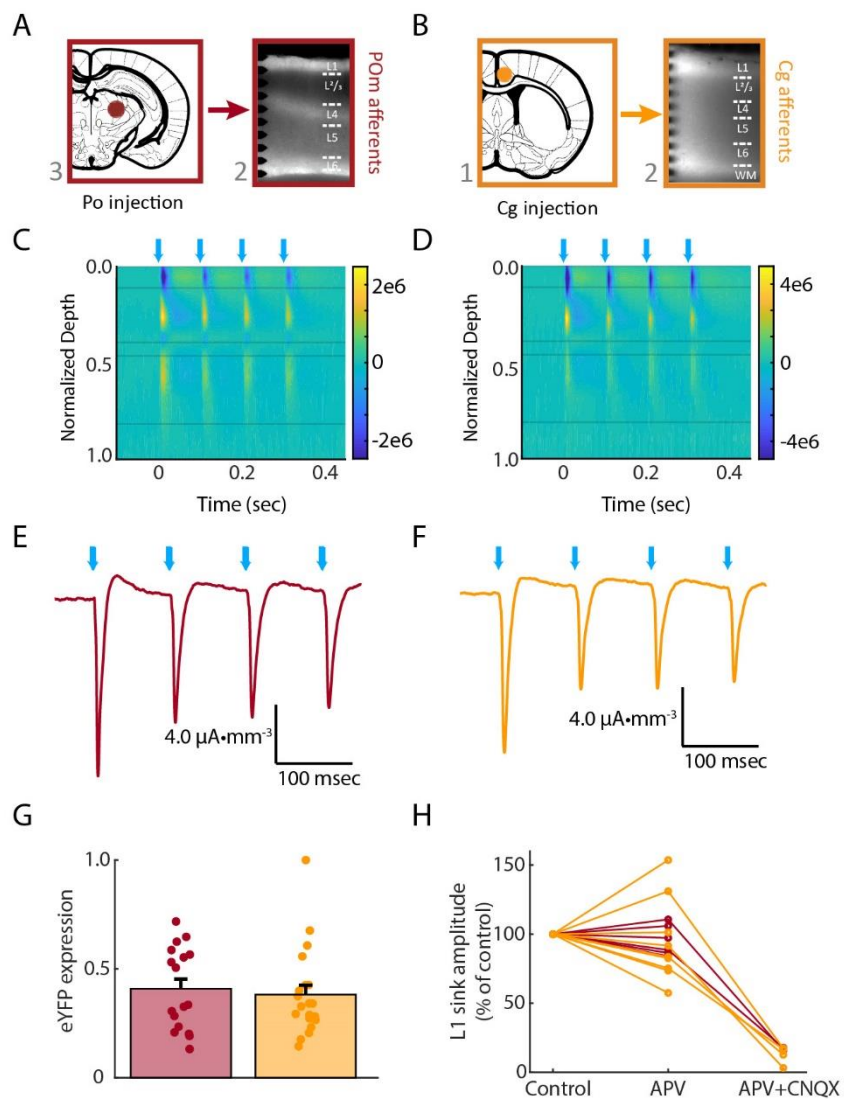 A
B
L1
L²/₃
L4
L5
L6
POm afferents
3
2
Po injection
L1
L²/₃
L4
L5
L6
WM
Cg afferents
1
2
Cg injection
C
D
0.0
0.5
1.0
Normalized Depth
0
0.2
0.4
Time (sec)
2e6
0
-2e6
0.0
0.5
1.0
Normalized Depth
0
0.2
0.4
Time (sec)
4e6
0
-4e6
E
F
4.0 µA•mm⁻³
100 msec
4.0 µA•mm⁻³
100 msec
G
H
1.0
0.5
0
eYFP expression
150
100
50
0
L1 sink amplitude
(% of control)
Control
APV
APV+CNQX